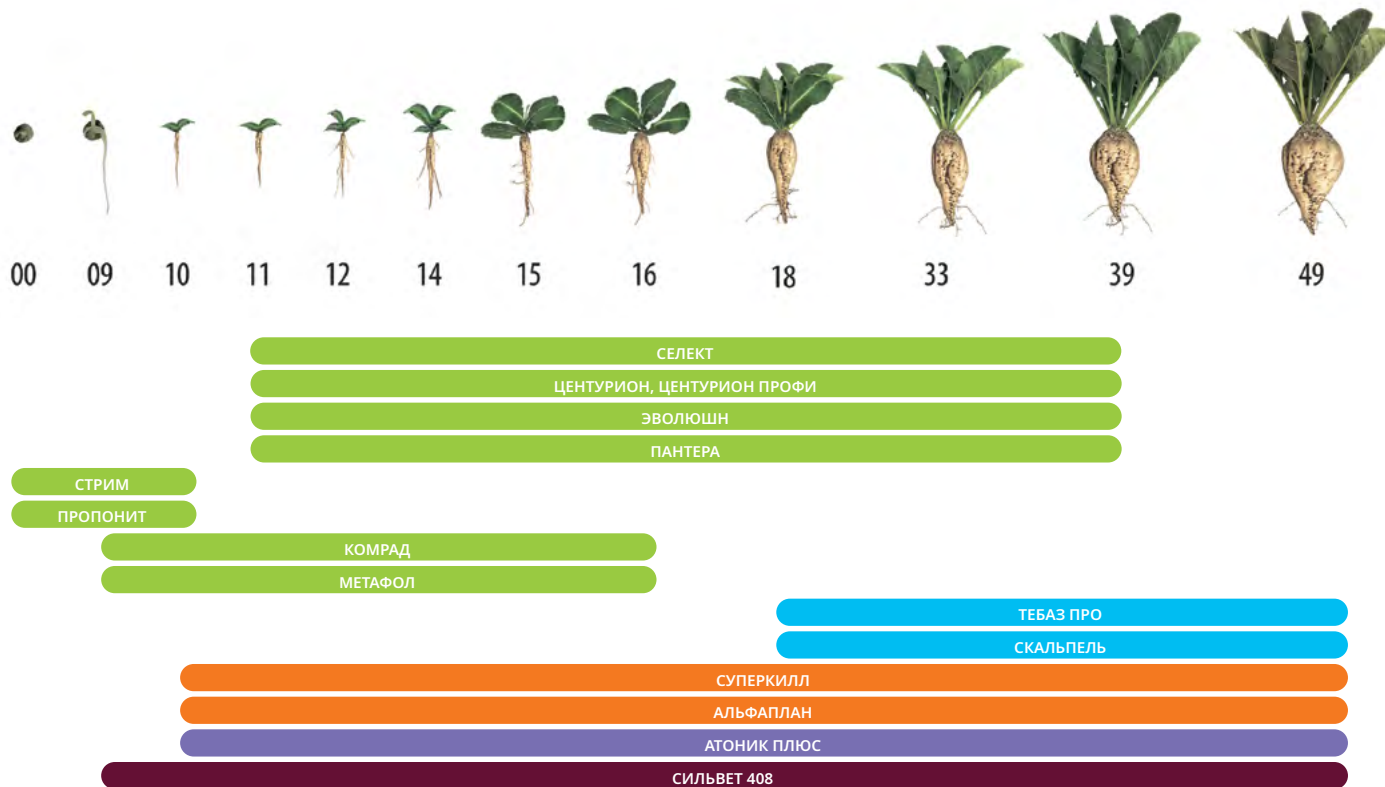 00 09 10 11 12 14 15 16 18 33 39 49
СЕЛЕКТ
ЦЕНТУРИОН, ЦЕНТУРИОН ПРОФИ
ЭВОЛЮШН
ПАНТЕРА
СТРИМ
ПРОПОНИТ
КОМРАД
МЕТАФОЛ
ТЕБАЗ ПРО
СКАЛЬПЕЛЬ
СУПЕРКИЛЛ
АЛЬФАПЛАН
АТОНИК ПЛЮС
СИЛЬВЕТ 408